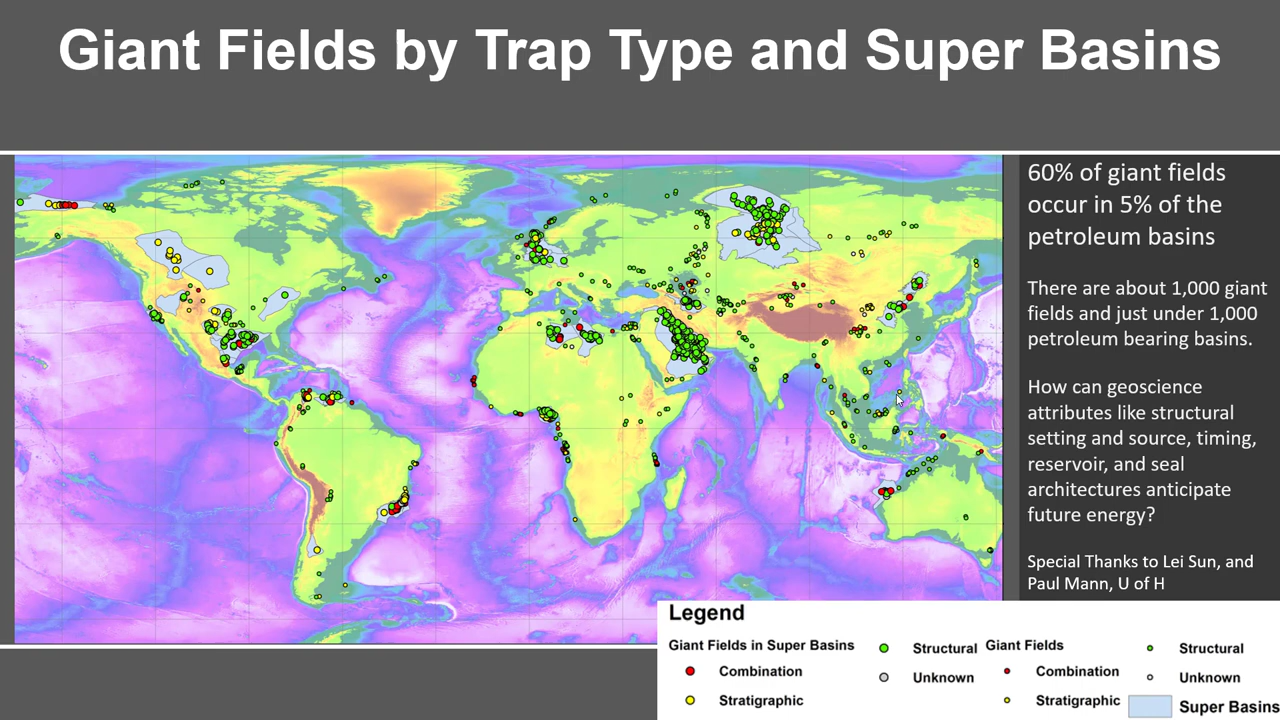 Giant Fields by Trap Type and Super Basins
60% of giant fields
occur in 5% of the
petroleum basins
There are about 1,000 giant
fields and just under 1,000
petroleum bearing basins.
How can geoscience
attributes like structural
setting and source, timing,
reservoir, and seal
architectures anticipate
future energy?
Special Thanks to Lei Sun, and
Paul Mann, U of H
Legend
Giant Fields in Super Basins
Combination
Stratigraphic
Structural
Unknown
Giant Fields
Combination
Stratigraphic
Structural
Unknown
Super Basins